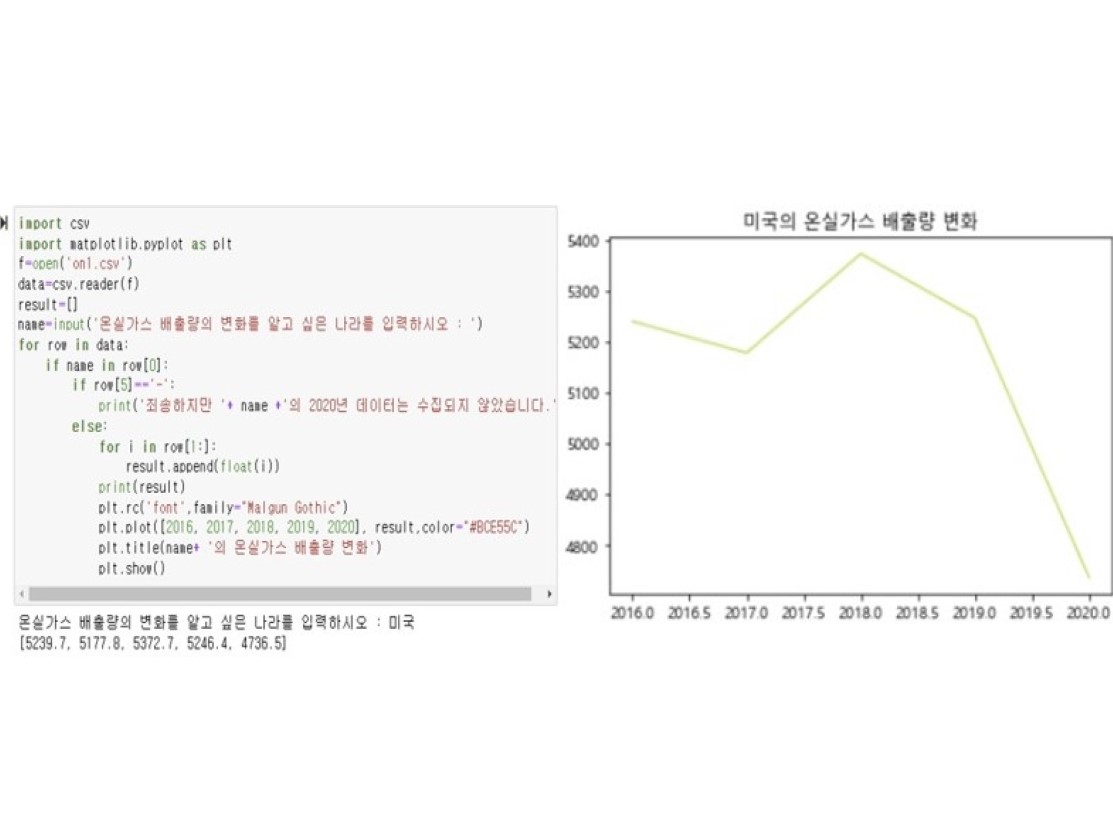 import csv
import matplotlib.pyplot as plt
f=open('on1.csv')
data=csv.reader(f)
result=[]
name=input('온실가스 배출량의 변화를 알고 싶은 나라를 입력하시오 : ')
for row in data:
    if name in row[0]:
        if row[5]=='-':
            print('죄송하지만 '+ name +'의 2020년 데이터는 수집되지 않았습니다.'
        else:
            for i in row[1:]:
                result.append(float(i))
            print(result)
            plt.rc('font',family="Malgun Gothic")
            plt.plot([2016, 2017, 2018, 2019, 2020], result,color="#BCE55C")
            plt.title(name+ '의 온실가스 배출량 변화')
            plt.show()
온실가스 배출량의 변화를 알고 싶은 나라를 입력하시오 : 미국
[5239.7, 5177.8, 5372.7, 5246.4, 4736.5]
미국의 온실가스 배출량 변화
5400
5300
5200
5100
5000
4900
4800
2016.0 2016.5 2017.0 2017.5 2018.0 2018.5 2019.0 2019.5 2020.0